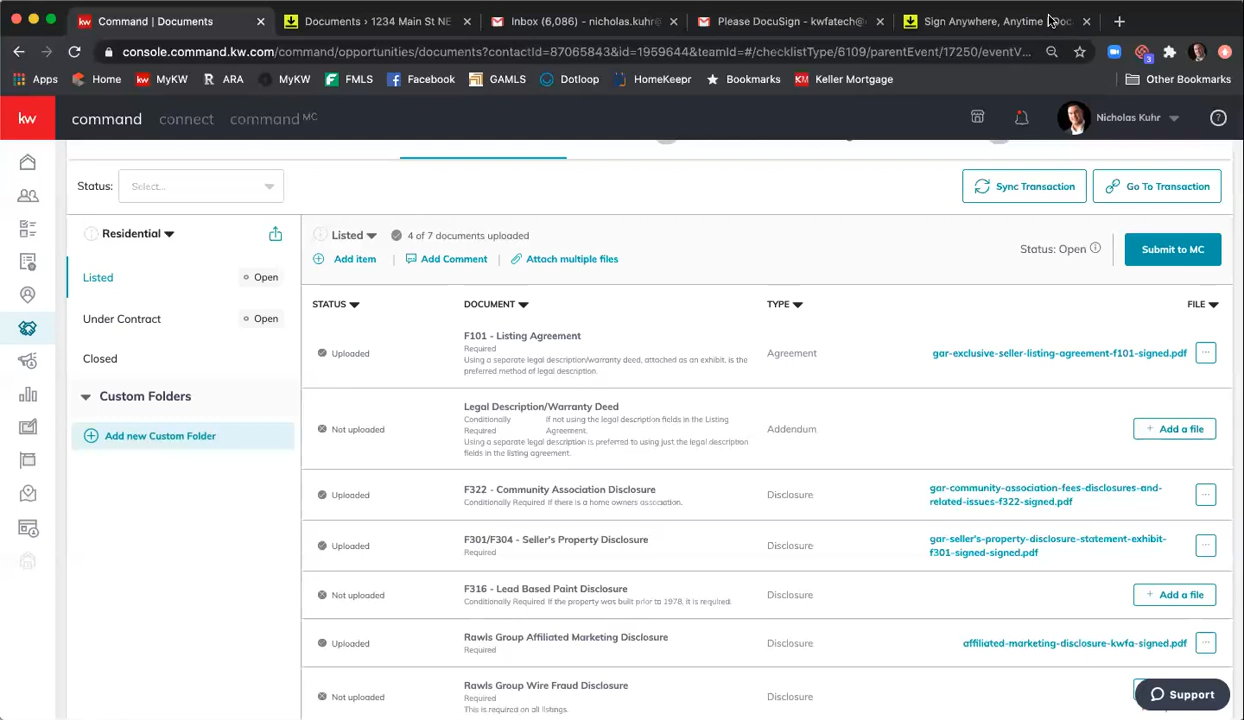 Command | Documents
Documents › 1234 Main St NE
Inbox (6,086) - nicholas.kuhr@
Please DocuSign - kwfatech@
Sign Anywhere, Anytime
console.command.kw.com/command/opportunities/documents?contactId=87065843&id=1959644&teamId=#/checklistType/6109/parentEvent/17250/eventV...
3
Apps
Home
kw MyKW
R ARA
MyKW
FMLS
Facebook
GAMLS
Dotloop
HomeKeepr
Bookmarks
KM Keller Mortgage
Other Bookmarks
kw
command
connect
command MC
Nicholas Kuhr
?
Status:
Select...
Sync Transaction
Go To Transaction
Residential
Listed
4 of 7 documents uploaded
Add item
Add Comment
Attach multiple files
Status: Open
Submit to MC
Listed
Open
Under Contract
Open
Closed
Custom Folders
Add new Custom Folder
STATUS
DOCUMENT
TYPE
FILE
Uploaded
F101 - Listing Agreement
Required
Using a separate legal description/warranty deed, attached as an exhibit, is the
preferred method of legal description.
Agreement
gar-exclusive-seller-listing-agreement-f101-signed.pdf
...
Not uploaded
Legal Description/Warranty Deed
Conditionally If not using the legal description fields in the Listing
Required Agreement.
Using a separate legal description is preferred to using just the legal description
fields in the listing agreement.
Addendum
+ Add a file
Uploaded
F322 - Community Association Disclosure
Conditionally Required If there is a home owners association.
Disclosure
gar-community-association-fees-disclosures-and-
related-issues-f322-signed.pdf
...
Uploaded
F301/F304 - Seller's Property Disclosure
Required
Disclosure
gar-seller's-property-disclosure-statement-exhibit-
f301-signed-signed.pdf
...
Not uploaded
F316 - Lead Based Paint Disclosure
Conditionally Required If the property was built prior to 1978, it is required.
Disclosure
+ Add a file
Uploaded
Rawls Group Affiliated Marketing Disclosure
Required
Disclosure
affiliated-marketing-disclosure-kwfa-signed.pdf
...
Not uploaded
Rawls Group Wire Fraud Disclosure
Required
This is required on all listings.
Disclosure
Support